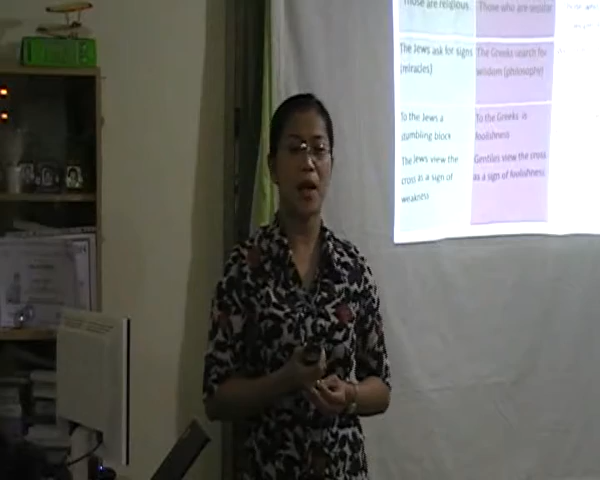 Those are religious
Those who are secular
The Jews ask for signs
(miracles)
The Greeks search for
wisdom (philosophy)
To the Jews a
stumbling block
To the Greeks is
foolishness
The Jews view the
cross as a sign of
weakness
Gentiles view the cross
as a sign of foolishness